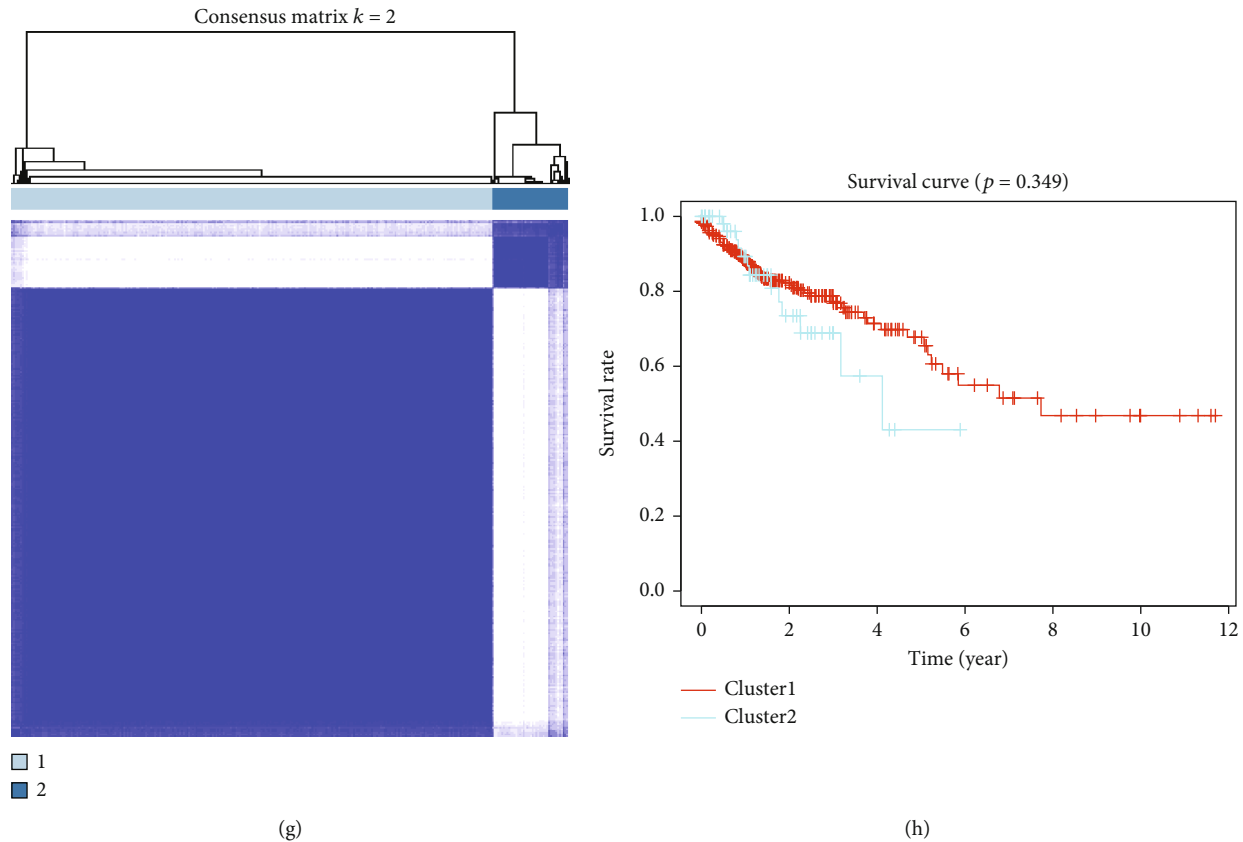 Consensus matrix k = 2
1
2
(g)
Survival curve (p = 0.349)
1.0
0.8
0.6
0.4
0.2
0.0
Survival rate
0 2 4 6 8 10 12
Time (year)
Cluster1
Cluster2
(h)